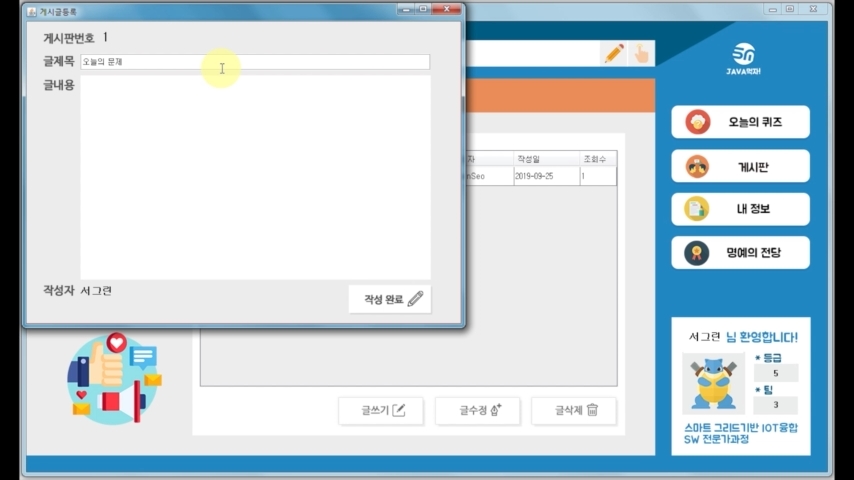 게시글등록
게시판번호 1
글제목 오늘의 문제
글내용
작성자 서그린
작성 완료
작성일 조회수
2019-09-25 1
글쓰기
글수정
글삭제
JAVA먹자!
오늘의 퀴즈
게시판
내 정보
명예의 전당
서그린 님 환영합니다!
* 등급
5
* 팀
3
스마트 그리드기반 IOT융합
SW 전문가과정